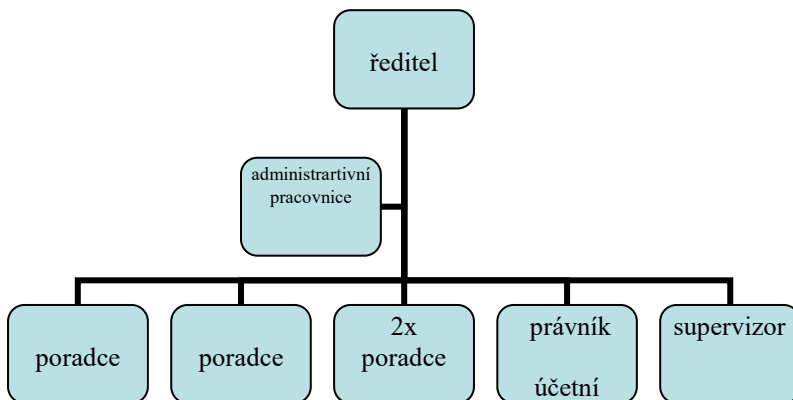 ředitel
administrartivní
pracovnice
poradce
poradce
2x
poradce
právník
účetní
supervizor